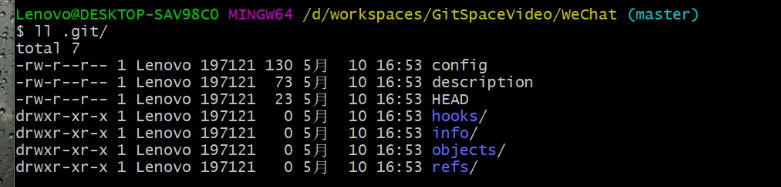 Lenovo@DESKTOP-SAV98CO MINGW64 /d/workspaces/GitSpaceVideo/WeChat (master)
$ ll .git/
total 7
-rw-r--r-- 1 Lenovo 197121 130 5月  10 16:53 config
-rw-r--r-- 1 Lenovo 197121  73 5月  10 16:53 description
-rw-r--r-- 1 Lenovo 197121  23 5月  10 16:53 HEAD
drwxr-xr-x 1 Lenovo 197121   0 5月  10 16:53 hooks/
drwxr-xr-x 1 Lenovo 197121   0 5月  10 16:53 info/
drwxr-xr-x 1 Lenovo 197121   0 5月  10 16:53 objects/
drwxr-xr-x 1 Lenovo 197121   0 5月  10 16:53 refs/